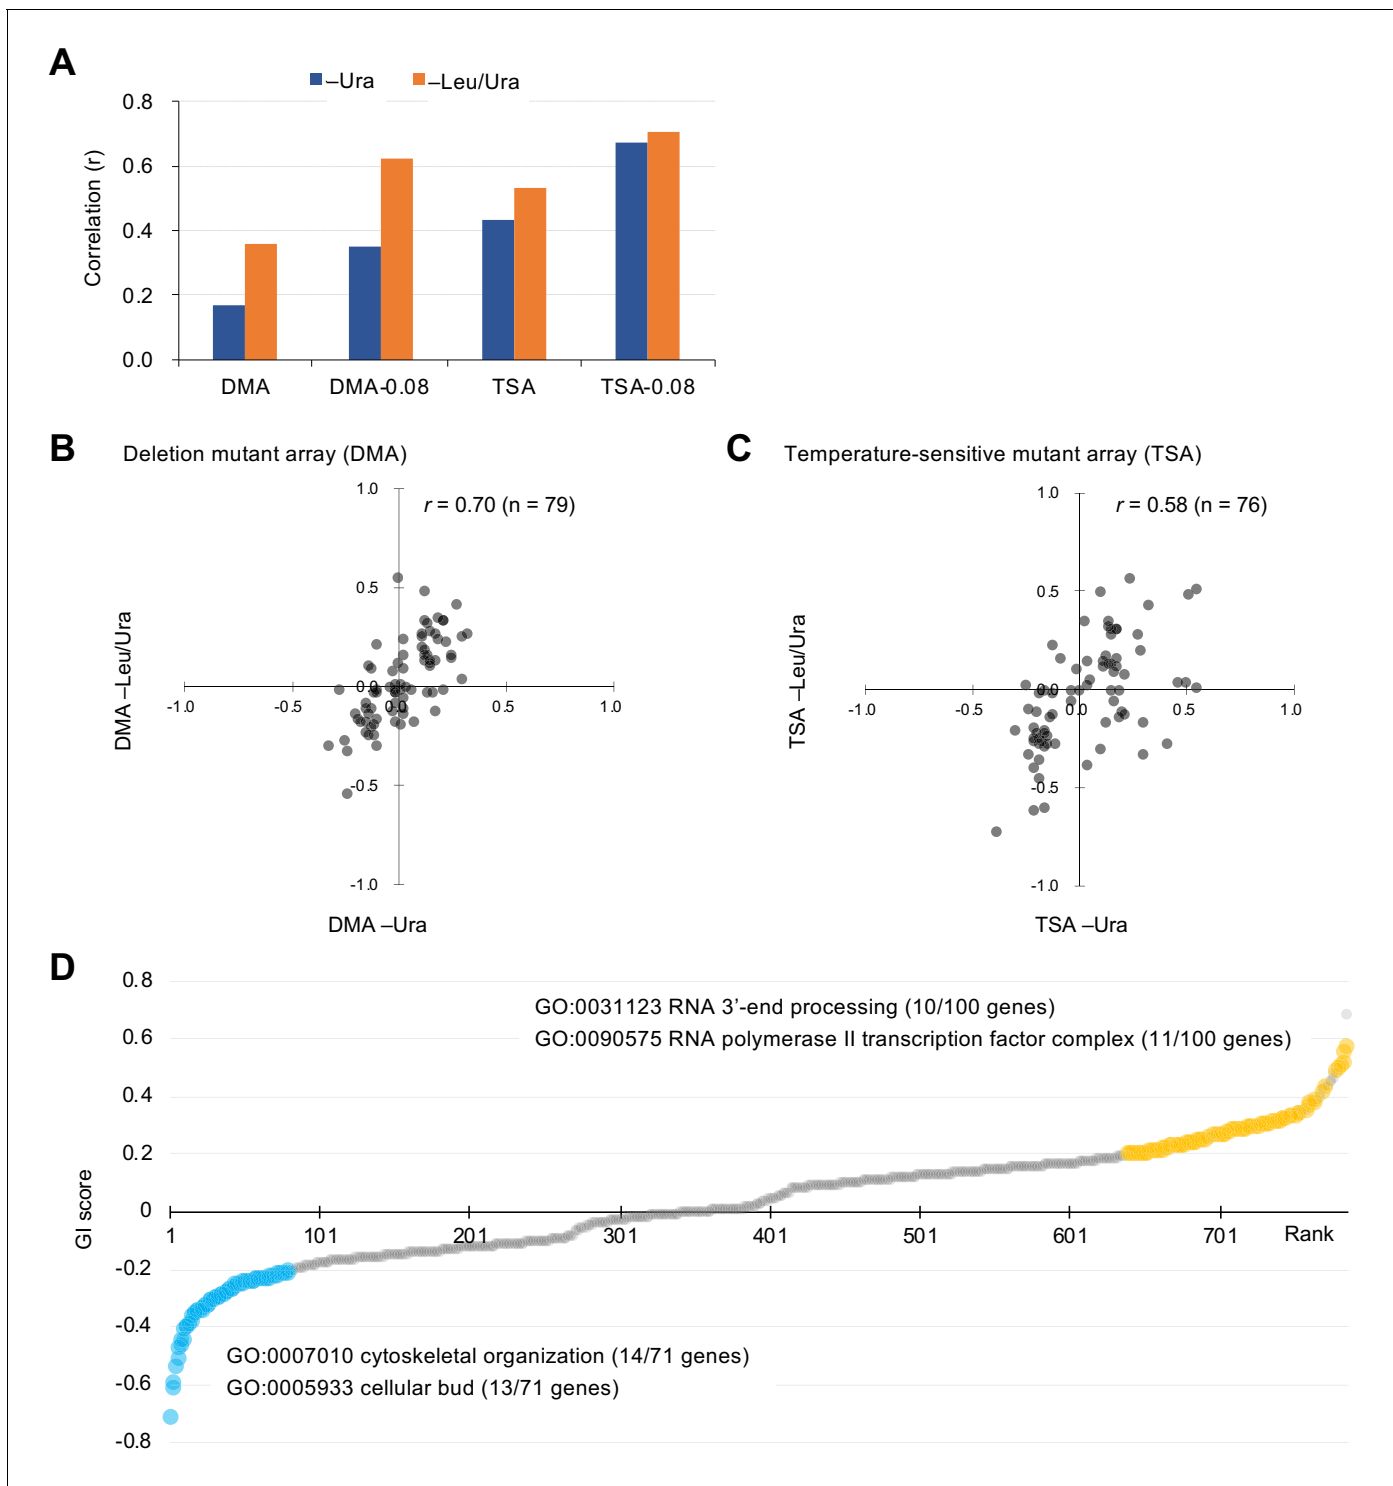 A
–Ura –Leu/Ura
Correlation (r)
0.8
0.6
0.4
0.2
0.0
DMA DMA-0.08 TSA TSA-0.08
B Deletion mutant array (DMA)
r = 0.70 (n = 79)
DMA –Leu/Ura
1.0
0.5
-1.0 -0.5 0.0 0.0 0.5 1.0
-0.5
-1.0
DMA –Ura
C Temperature-sensitive mutant array (TSA)
r = 0.58 (n = 76)
TSA –Leu/Ura
1.0
0.5
0.0
-1.0 -0.5 0.0 0.5 1.0
-0.5
-1.0
TSA –Ura
D
GI score
0.8
0.6
0.4
0.2
0
-0.2
-0.4
-0.6
-0.8
GO:0031123 RNA 3’-end processing (10/100 genes)
GO:0090575 RNA polymerase II transcription factor complex (11/100 genes)
1 101 201 301 401 501 601 701 Rank
GO:0007010 cytoskeletal organization (14/71 genes)
GO:0005933 cellular bud (13/71 genes)